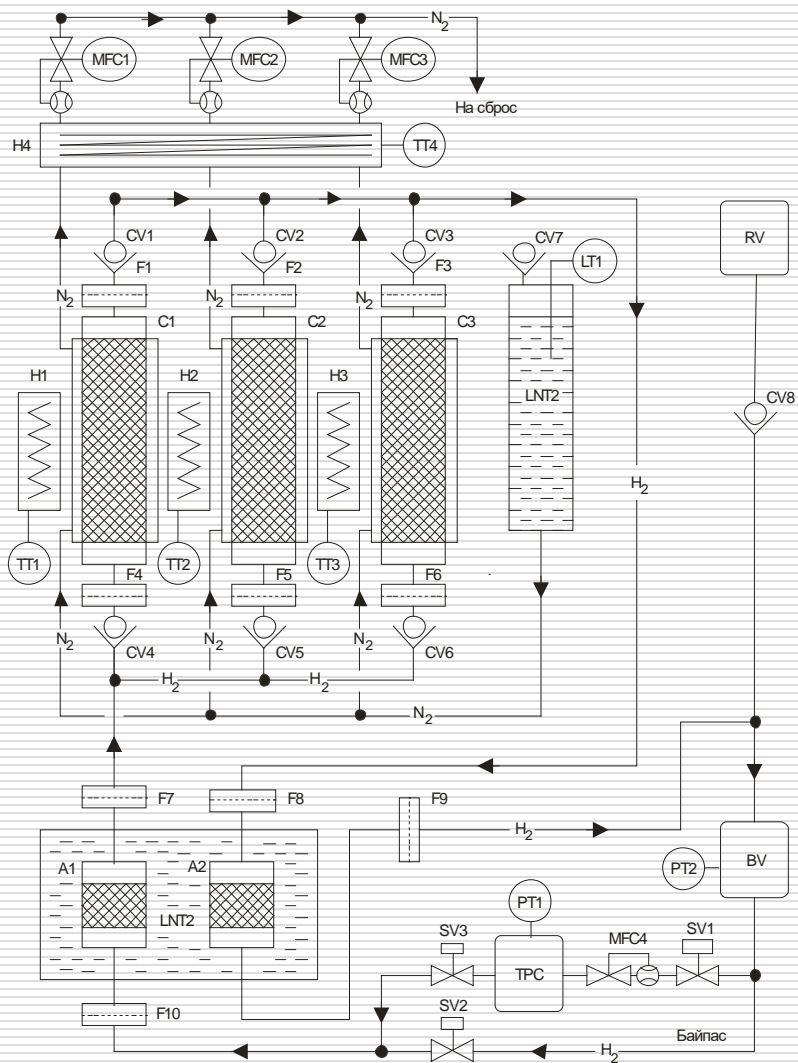 N2
MFC1 MFC2 MFC3
На сброс
H4 TT4
CV1 CV2 CV3 CV7 RV
F1 F2 F3 LT1
N2 N2 N2
C1 C2 C3
H1 H2 H3
LNT2 CV8
H2
TT1 TT2 TT3
F4 F5 F6
N2 N2 N2
CV4 CV5 CV6
H2 H2
N2
F7 F8 F9
H2
A1 A2 BV
PT2
LNT2 PT1
SV3 MFC4 SV1
TPC
F10 SV2
Байпас
H2